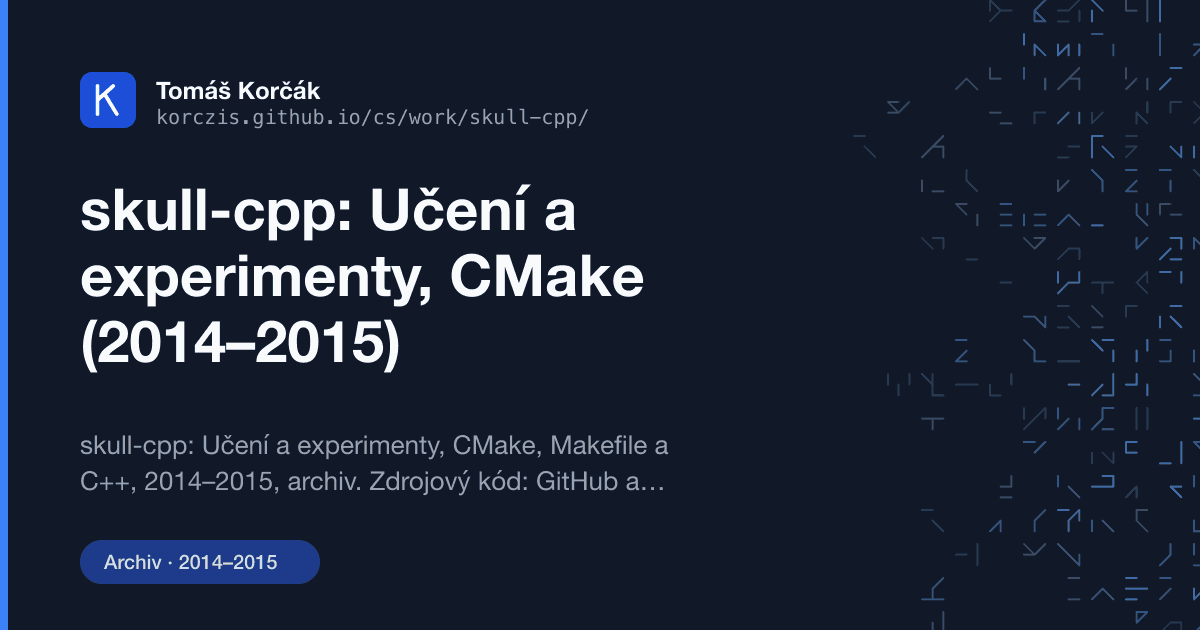 K
Tomáš Korčák
korczis.github.io/cs/work/skull-cpp/
skull-cpp: Učení a
experimenty, CMake
(2014–2015)
skull-cpp: Učení a experimenty, CMake, Makefile a
C++, 2014–2015, archiv. Zdrojový kód: GitHub a…
Archiv · 2014–2015